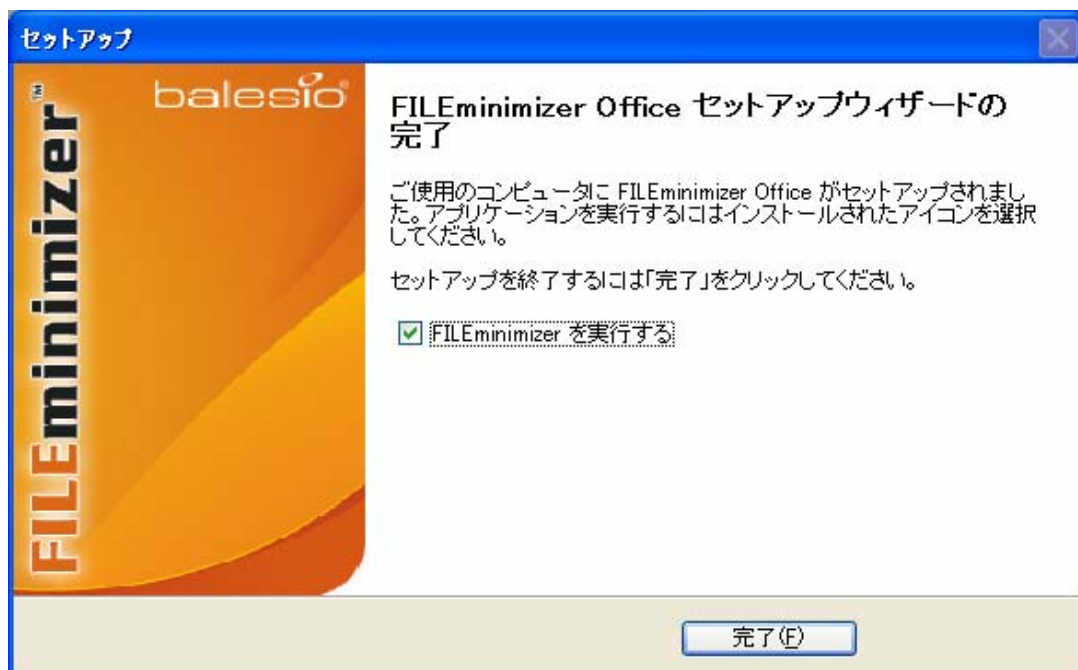 セットアップ
FILEminimizer™
balesio®
FILEminimizer Office セットアップウィザードの
完了
ご使用のコンピュータに FILEminimizer Office がセットアップされまし
た。アプリケーションを実行するにはインストールされたアイコンを選択
してください。
セットアップを終了するには「完了」をクリックしてください。
FILEminimizer を実行する
完了(F)